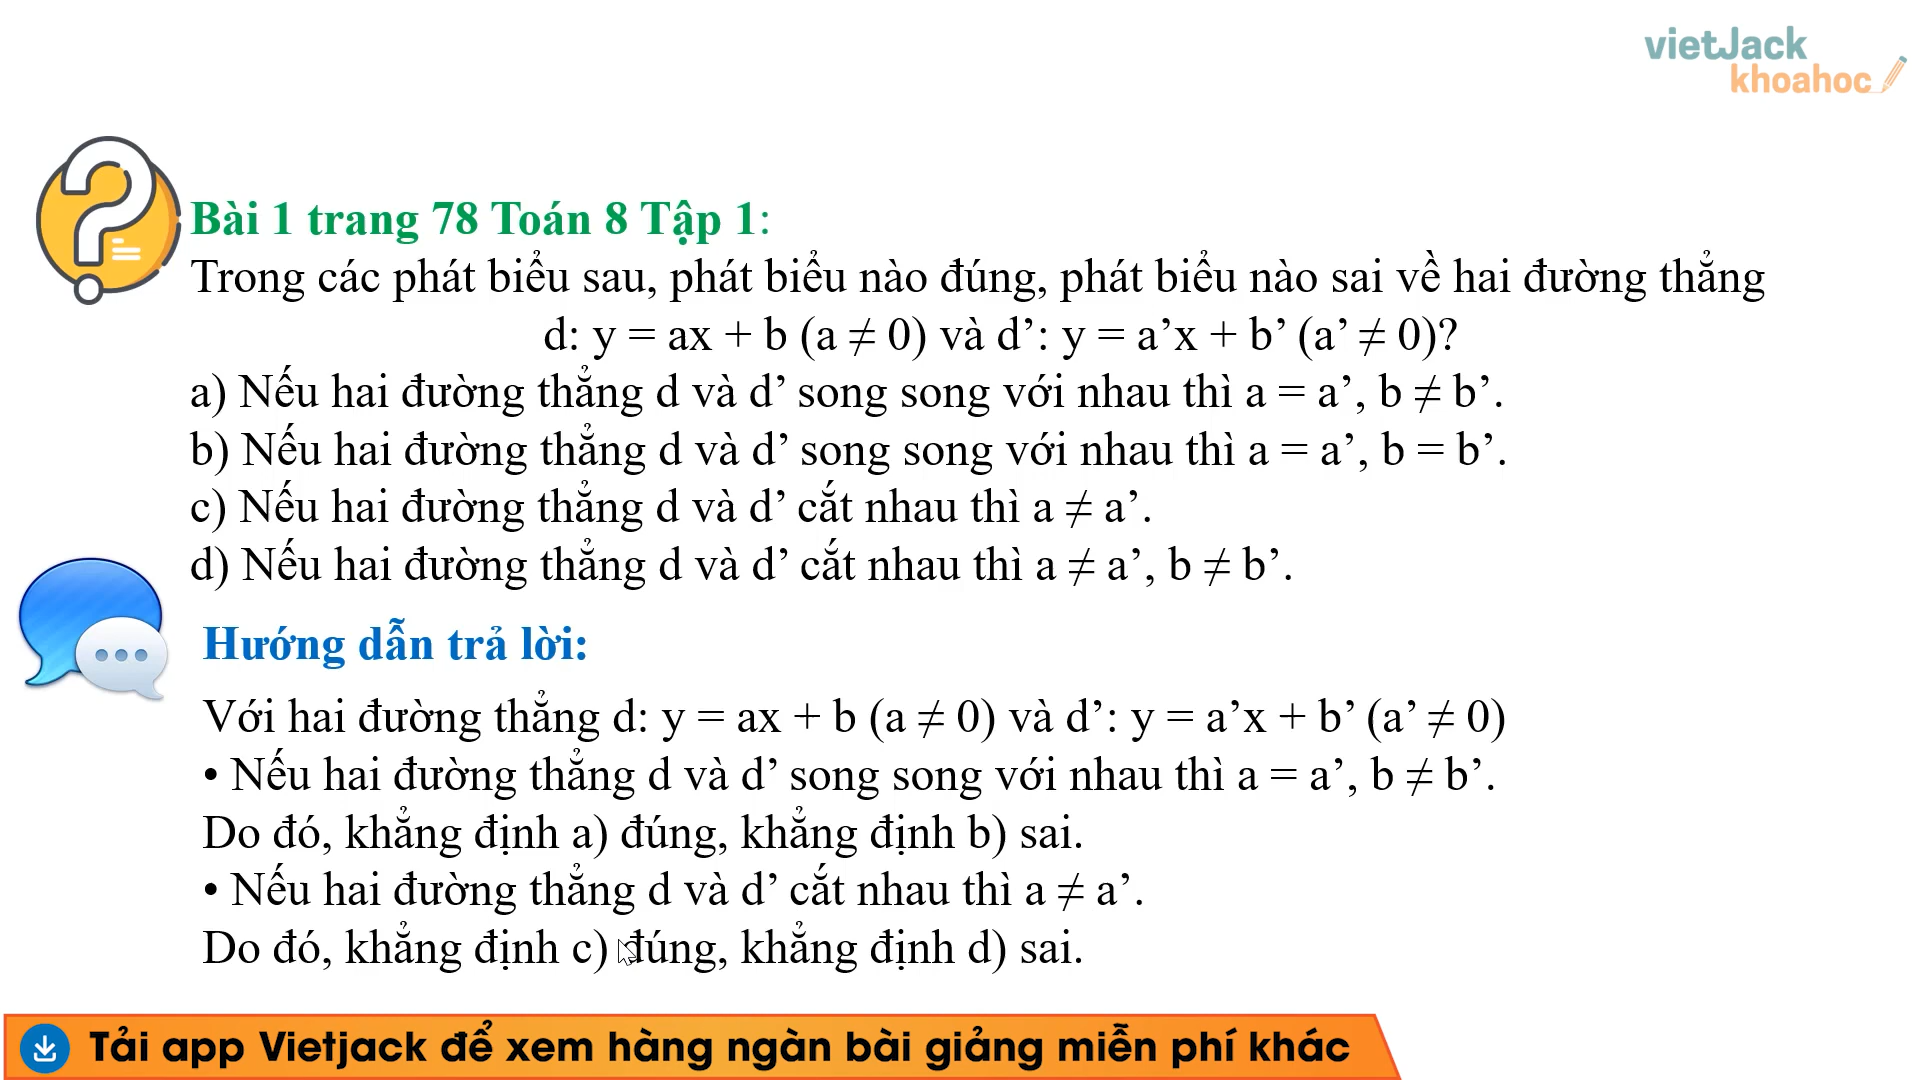 vietJack
khoahoc
Bài 1 trang 78 Toán 8 Tập 1:
Trong các phát biểu sau, phát biểu nào đúng, phát biểu nào sai về hai đường thẳng
d: y = ax + b (a ≠ 0) và d’: y = a’x + b’ (a’ ≠ 0)?
a) Nếu hai đường thẳng d và d’ song song với nhau thì a = a’, b ≠ b’.
b) Nếu hai đường thẳng d và d’ song song với nhau thì a = a’, b = b’.
c) Nếu hai đường thẳng d và d’ cắt nhau thì a ≠ a’.
d) Nếu hai đường thẳng d và d’ cắt nhau thì a ≠ a’, b ≠ b’.
Hướng dẫn trả lời:
Với hai đường thẳng d: y = ax + b (a ≠ 0) và d’: y = a’x + b’ (a’ ≠ 0)
• Nếu hai đường thẳng d và d’ song song với nhau thì a = a’, b ≠ b’.
Do đó, khẳng định a) đúng, khẳng định b) sai.
• Nếu hai đường thẳng d và d’ cắt nhau thì a ≠ a’.
Do đó, khẳng định c) đúng, khẳng định d) sai.
Tải app Vietjack để xem hàng ngàn bài giảng miễn phí khác